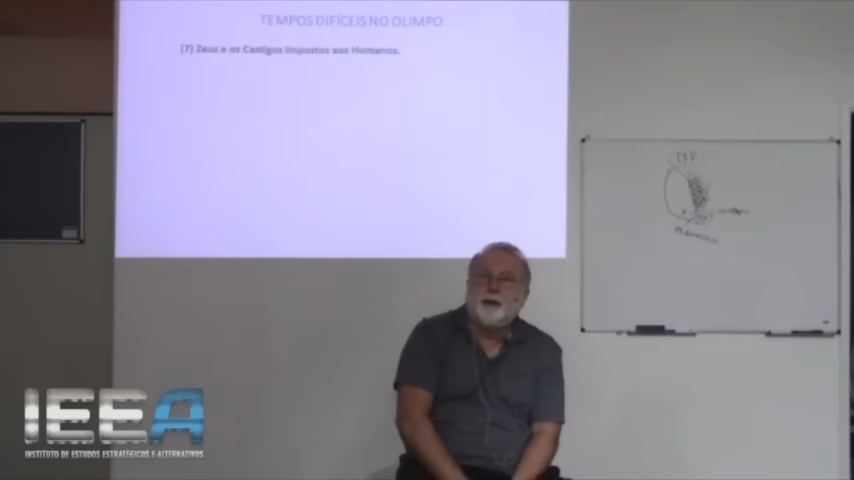 TEMPOS DIFÍCEIS NO OLIMPO
(7) Zeus e os Castigos Impostos aos Humanos.
IEEA
INSTITUTO DE ESTUDOS ESTRATÉGICOS E ALTERNATIVOS